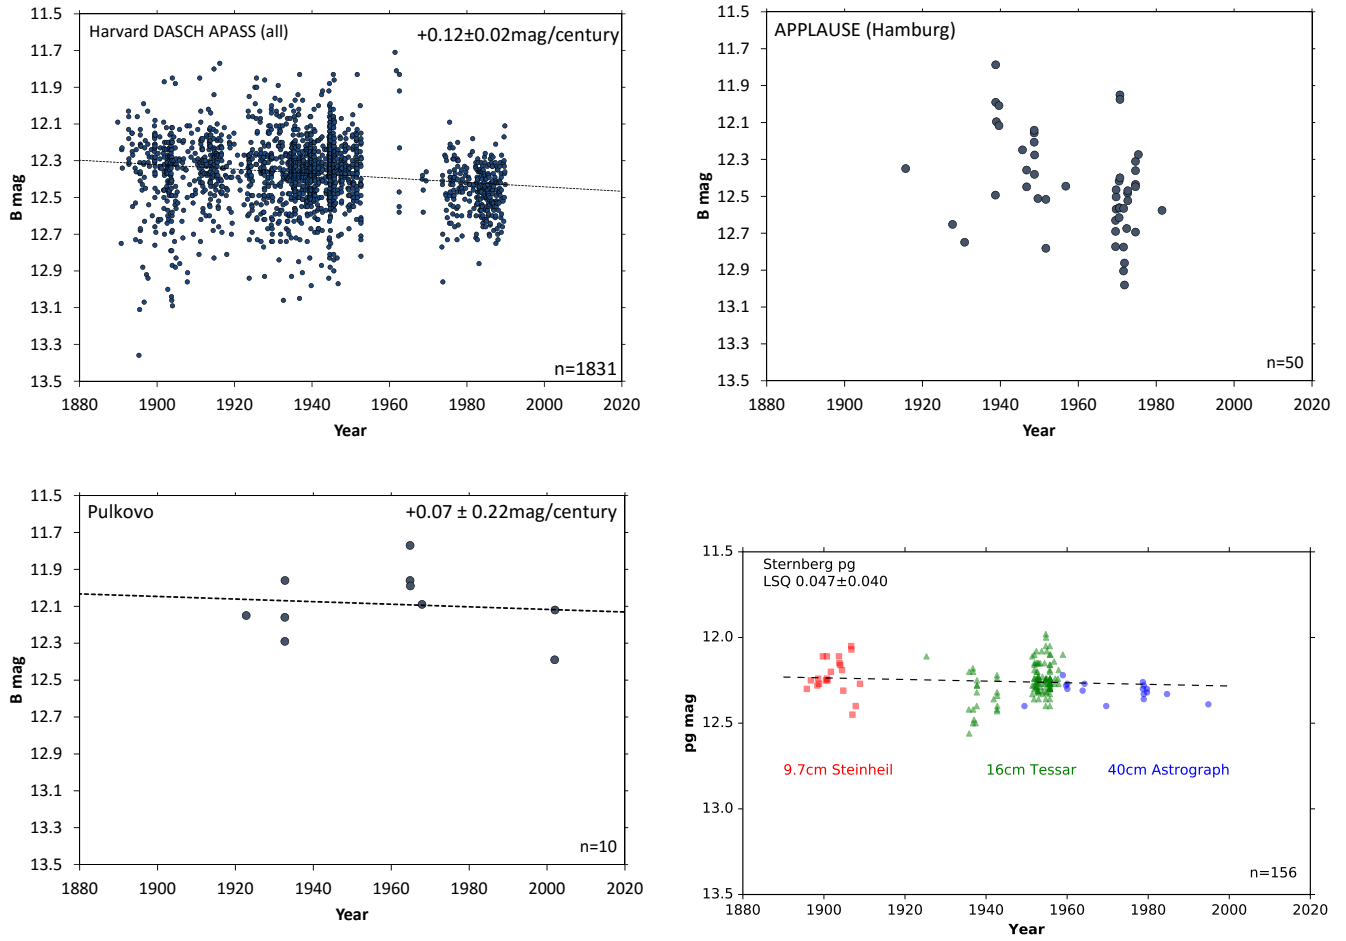 Harvard DASCH APASS (all)
+0.12±0.02mag/century
11.5
11.7
11.9
12.1
12.3
12.5
12.7
12.9
13.1
13.3
13.5
B mag
n=1831
1880 1900 1920 1940 1960 1980 2000 2020
Year
APPLAUSE (Hamburg)
11.5
11.7
11.9
12.1
12.3
12.5
12.7
12.9
13.1
13.3
13.5
B mag
n=50
1880 1900 1920 1940 1960 1980 2000 2020
Year
Pulkovo
+0.07 ± 0.22mag/century
11.5
11.7
11.9
12.1
12.3
12.5
12.7
12.9
13.1
13.3
13.5
B mag
n=10
1880 1900 1920 1940 1960 1980 2000 2020
Year
Sternberg pg
LSQ 0.047±0.040
11.5
12.0
12.5
13.0
13.5
pg mag
9.7cm Steinheil
16cm Tessar
40cm Astrograph
n=156
1880 1900 1920 1940 1960 1980 2000 2020
Year